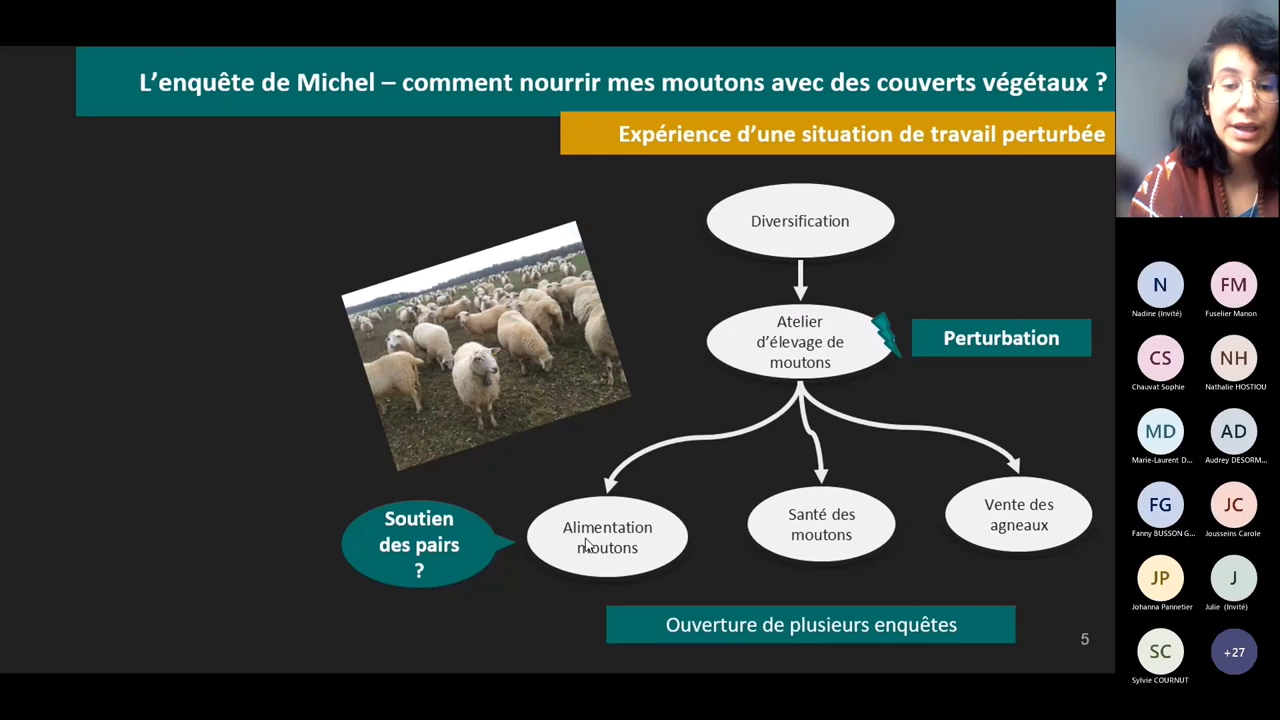 L’enquête de Michel – comment nourrir mes moutons avec des couverts végétaux ?
Expérience d’une situation de travail perturbée
Diversification
Atelier
d’élevage de
moutons
Perturbation
Soutien
des pairs
?
Alimentation
moutons
Santé des
moutons
Vente des
agneaux
Ouverture de plusieurs enquêtes
5
N
Nadine (Invité)
FM
Fuselier Manon
CS
Chauvat Sophie
NH
Nathalie HOSTIOU
MD
Marie-Laurent D...
AD
Audrey DESORM...
FG
Fanny BUSSON G...
JC
Jousseins Carole
JP
Johanna Pannetier
J
Julie (Invité)
SC
Sylvie COURNUT
+27